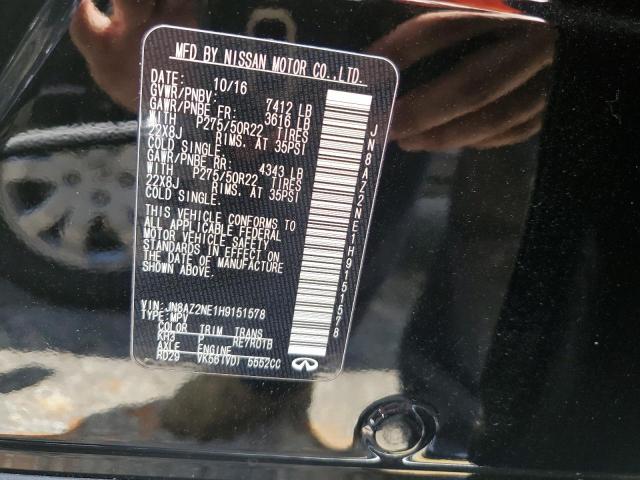 MFD BY NISSAN MOTOR CO.,LTD.
DATE: 10/16
GVWR/PNBV: 7412 LB
GAWR/PNBE FR: 3616 LB
WITH P275/50R22 TIRES
22X8J RIMS. AT 35PSI
COLD SINGLE.
GAWR/PNBE RR: 4343 LB
WITH P275/50R22 TIRES
22X8J RIMS. AT 35PSI
COLD SINGLE.
THIS VEHICLE CONFORMS TO
ALL APPLICABLE FEDERAL
MOTOR VEHICLE SAFETY
STANDARDS IN EFFECT ON
THE DATE OF MANUFACTURE
SHOWN ABOVE.
VIN: JN8AZ2NE1H9151578
TYPE: MPV
COLOR TRIM TRANS
KH3 P RE7R01B
AXLE ENGINE
RD29 VK56(VD) 5552CC
JN8AZ2NE1H9151578